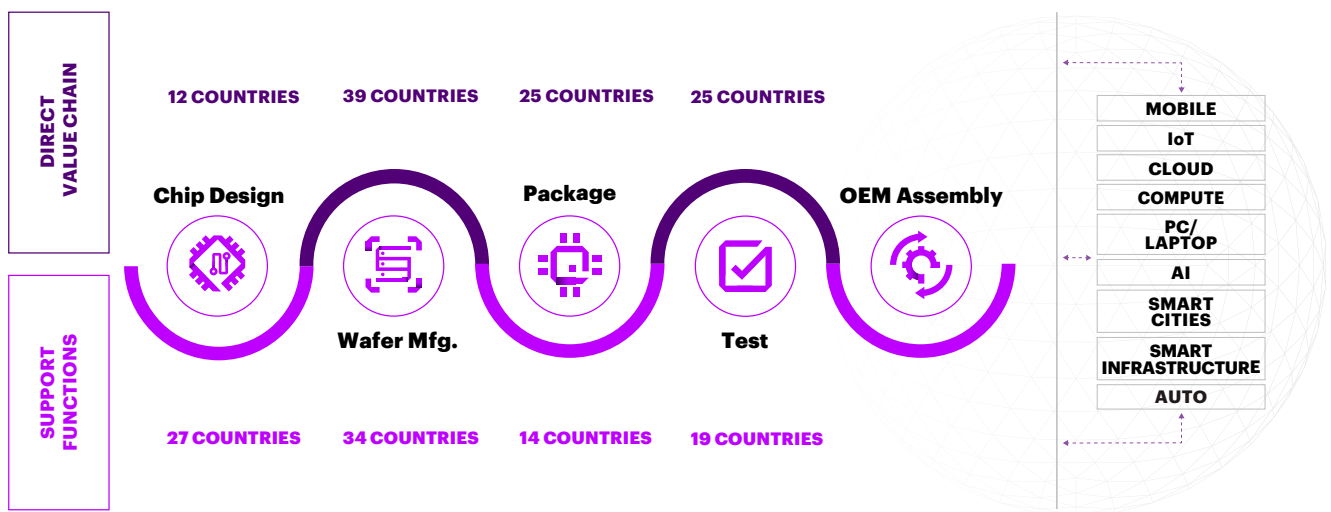 DIRECT
VALUE CHAIN
12 COUNTRIES
39 COUNTRIES
25 COUNTRIES
25 COUNTRIES
Chip Design
Package
OEM Assembly
Wafer Mfg.
Test
SUPPORT
FUNCTIONS
27 COUNTRIES
34 COUNTRIES
14 COUNTRIES
19 COUNTRIES
MOBILE
IoT
CLOUD
COMPUTE
PC/
LAPTOP
AI
SMART
CITIES
SMART
INFRASTRUCTURE
AUTO